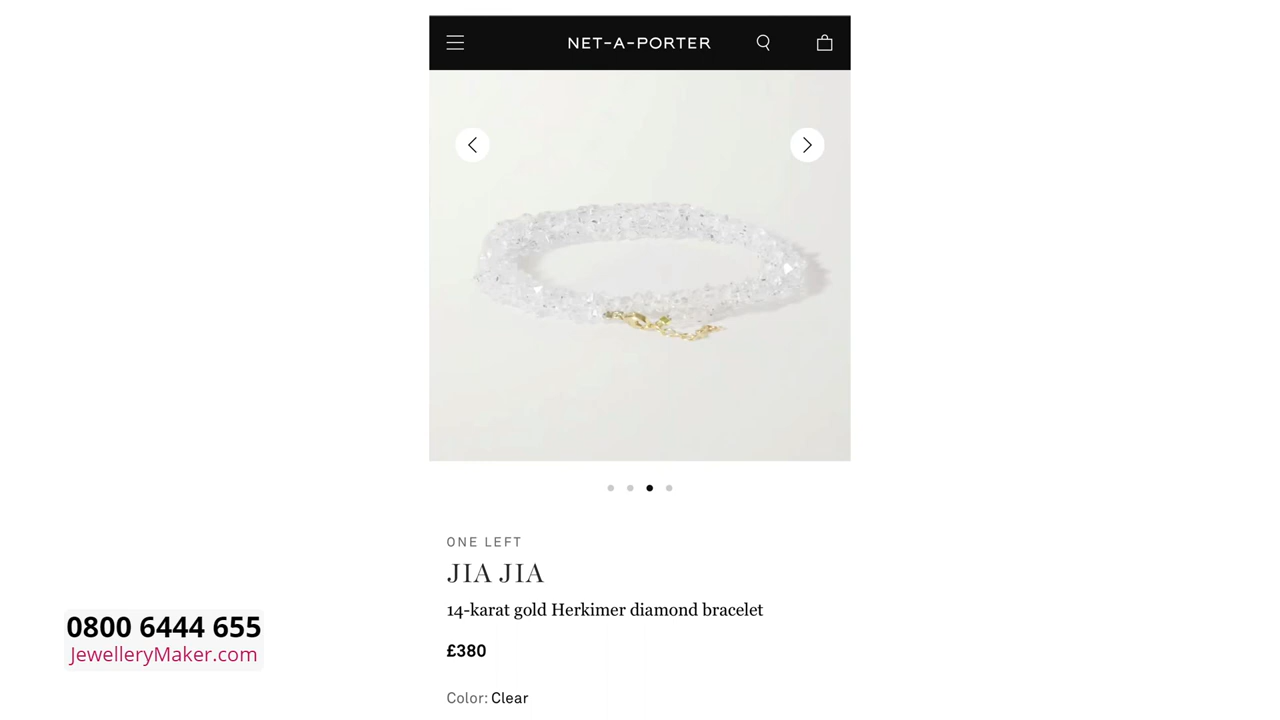 NET-A-PORTER
ONE LEFT
JIA JIA
14-karat gold Herkimer diamond bracelet
£380
Color: Clear
0800 6444 655
JewelleryMaker.com